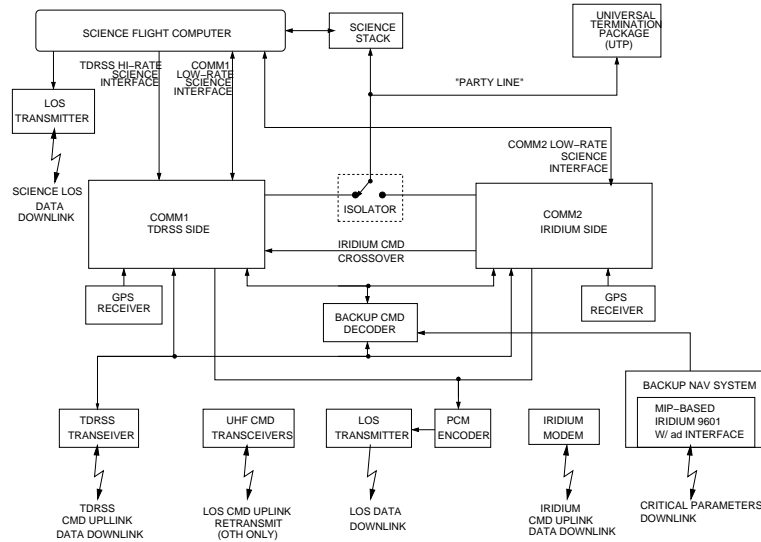 SCIENCE FLIGHT COMPUTER
SCIENCE
STACK
UNIVERSAL
TERMINATION
PACKAGE
(UTP)
TDRSS HI-RATE
SCIENCE
INTERFACE
COMM1
LOW-RATE
SCIENCE
INTERFACE
"PARTY LINE"
LOS
TRANSMITTER
COMM2 LOW-RATE
SCIENCE
INTERFACE
SCIENCE LOS
DATA
DOWNLINK
COMM1
TDRSS SIDE
ISOLATOR
COMM2
IRIDIUM SIDE
IRIDIUM CMD
CROSSOVER
GPS
RECEIVER
BACKUP CMD
DECODER
GPS
RECEIVER
BACKUP NAV SYSTEM
MIP-BASED
IRIDIUM 9601
W/ ad INTERFACE
TDRSS
TRANSEIVER
UHF CMD
TRANSCEIVERS
LOS
TRANSMITTER
PCM
ENCODER
IRIDIUM
MODEM
TDRSS
CMD UPLLINK
DATA DOWNLINK
LOS CMD UPLINK
RETRANSMIT
(OTH ONLY)
LOS DATA
DOWNLINK
IRIDIUM
CMD UPLINK
DATA DOWNLINK
CRITICAL PARAMETERS
DOWNLINK